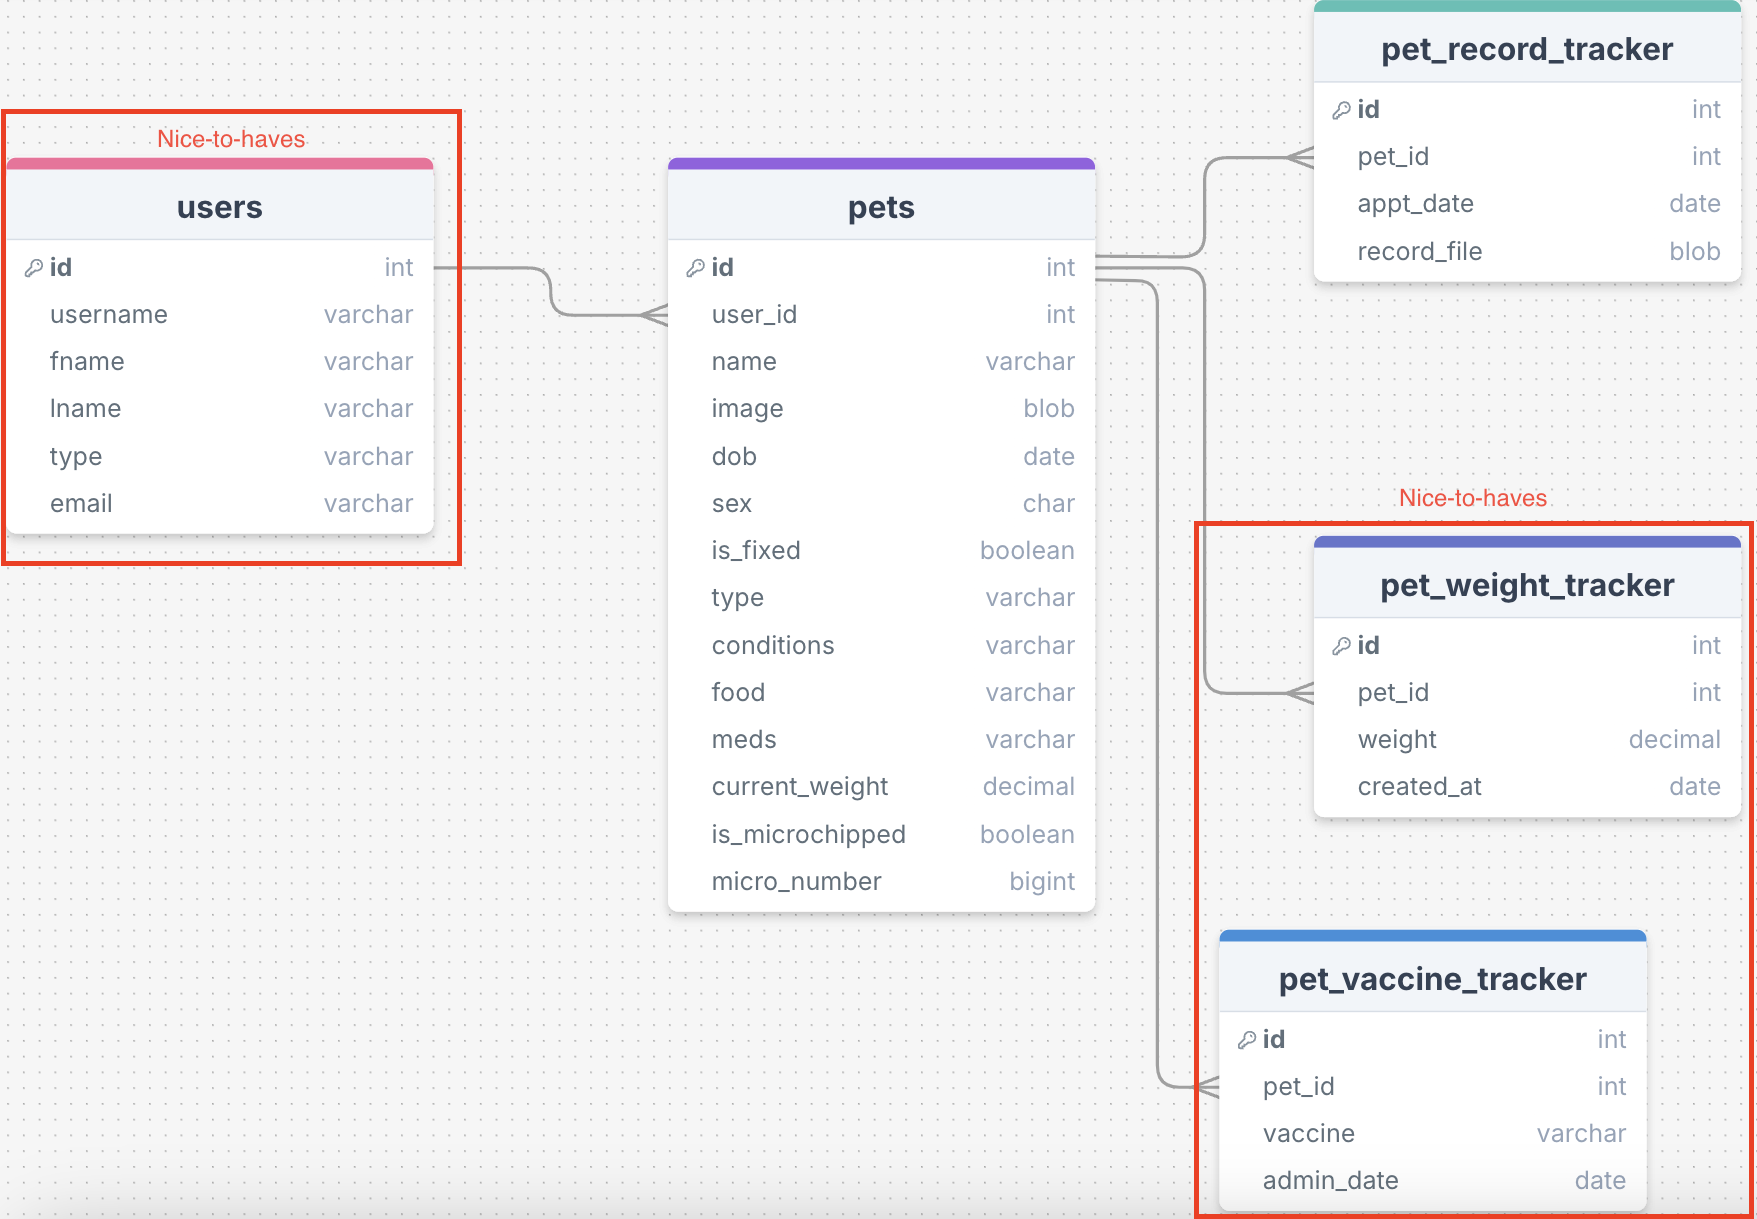 Nice-to-haves
users
id int
username varchar
fname varchar
lname varchar
type varchar
email varchar
pets
id int
user_id int
name varchar
image blob
dob date
sex char
is_fixed boolean
type varchar
conditions varchar
food varchar
meds varchar
current_weight decimal
is_microchipped boolean
micro_number bigint
pet_record_tracker
id int
pet_id int
appt_date date
record_file blob
Nice-to-haves
pet_weight_tracker
id int
pet_id int
weight decimal
created_at date
pet_vaccine_tracker
id int
pet_id int
vaccine varchar
admin_date date